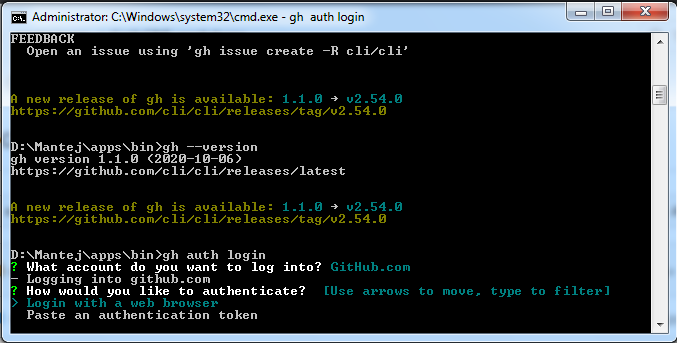 Administrator: C:\Windows\system32\cmd.exe - gh  auth login
FEEDBACK
  Open an issue using 'gh issue create -R cli/cli'
A new release of gh is available: 1.1.0 → v2.54.0
https://github.com/cli/cli/releases/tag/v2.54.0
D:\Mantej\apps\bin>gh --version
gh version 1.1.0 (2020-10-06)
https://github.com/cli/cli/releases/latest
A new release of gh is available: 1.1.0 → v2.54.0
https://github.com/cli/cli/releases/tag/v2.54.0
D:\Mantej\apps\bin>gh auth login
? What account do you want to log into? GitHub.com
- Logging into github.com
? How would you like to authenticate?  [Use arrows to move, type to filter]
> Login with a web browser
  Paste an authentication token